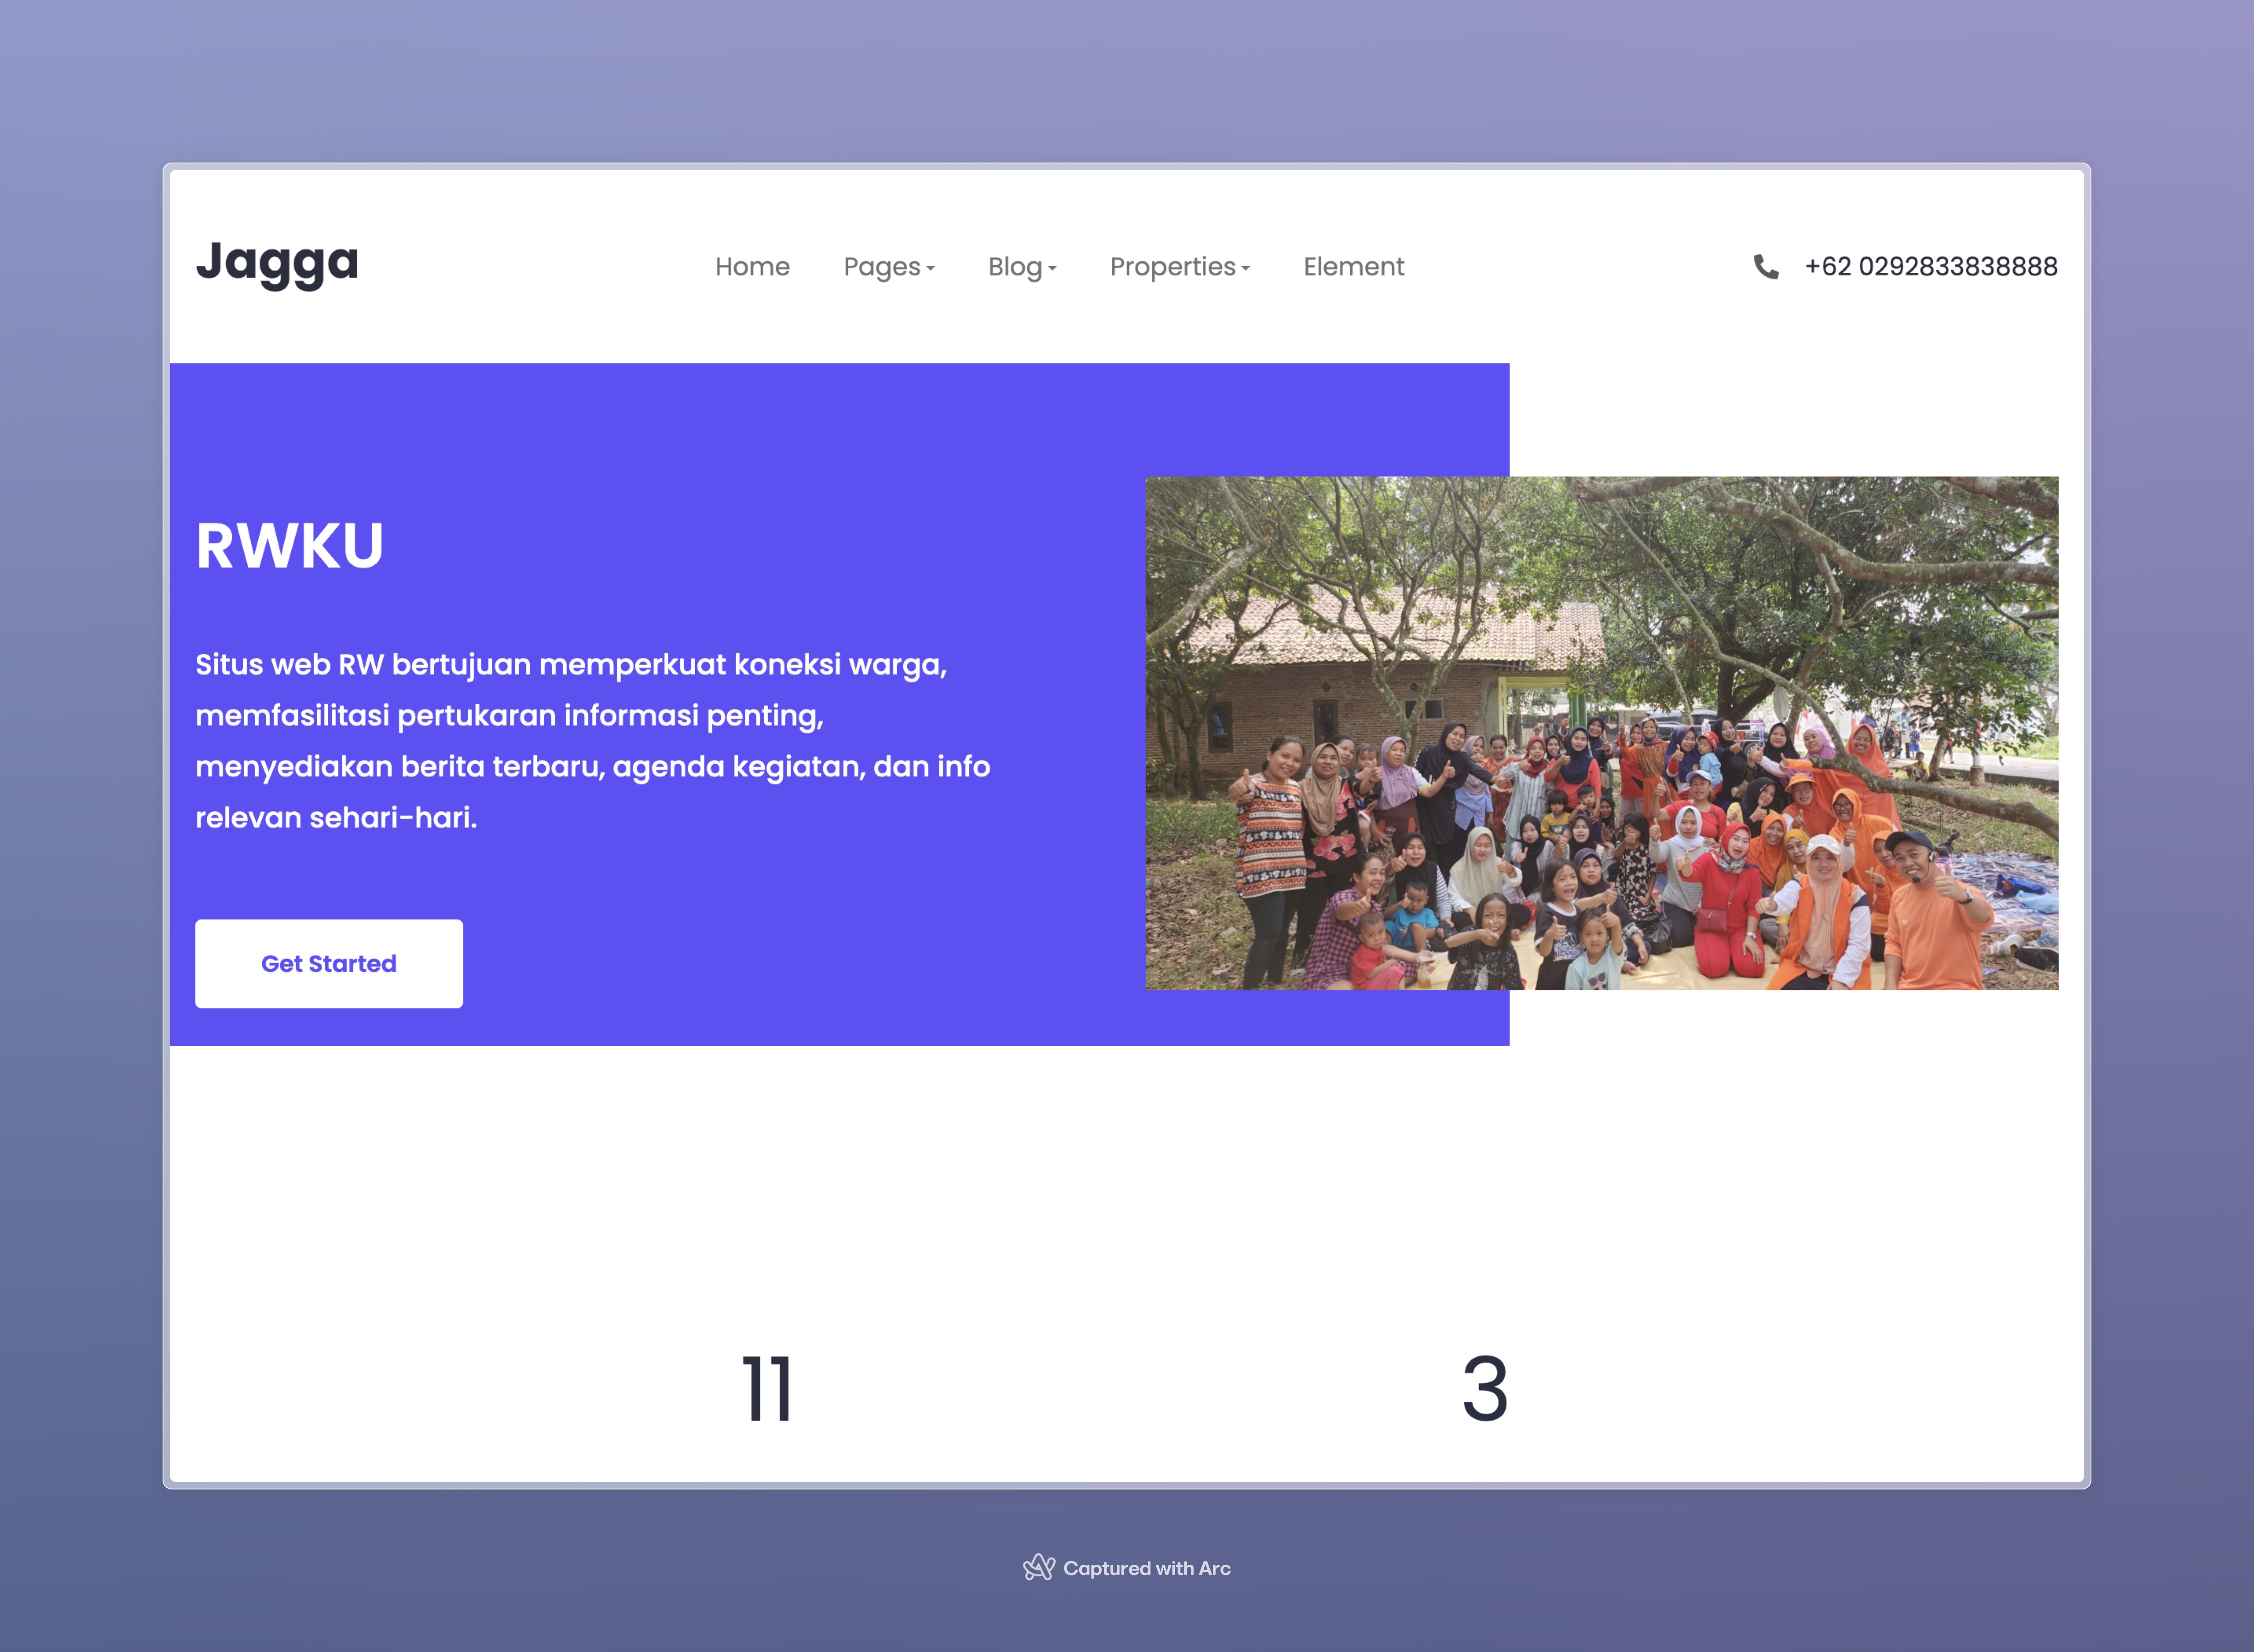 Jagga
Home Pages Blog Properties Element
+62 0292833838888
RWKU
Situs web RW bertujuan memperkuat koneksi warga,
memfasilitasi pertukaran informasi penting,
menyediakan berita terbaru, agenda kegiatan, dan info
relevan sehari-hari.
Get Started
11 3
Captured with Arc